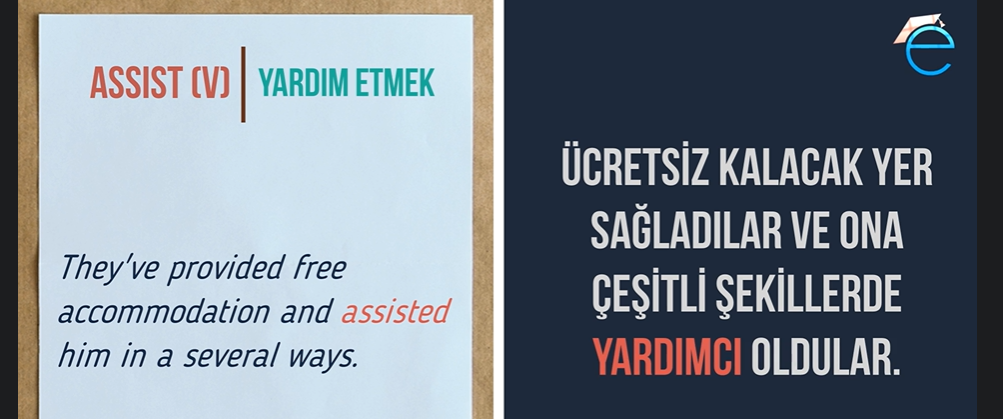 ASSIST (V) | YARDIM ETMEK
They've provided free
accommodation and assisted
him in a several ways.
e
ÜCRETSİZ KALACAK YER
SAĞLADILAR VE ONA
ÇEŞİTLİ ŞEKİLLERDE
YARDIMCI OLDULAR.